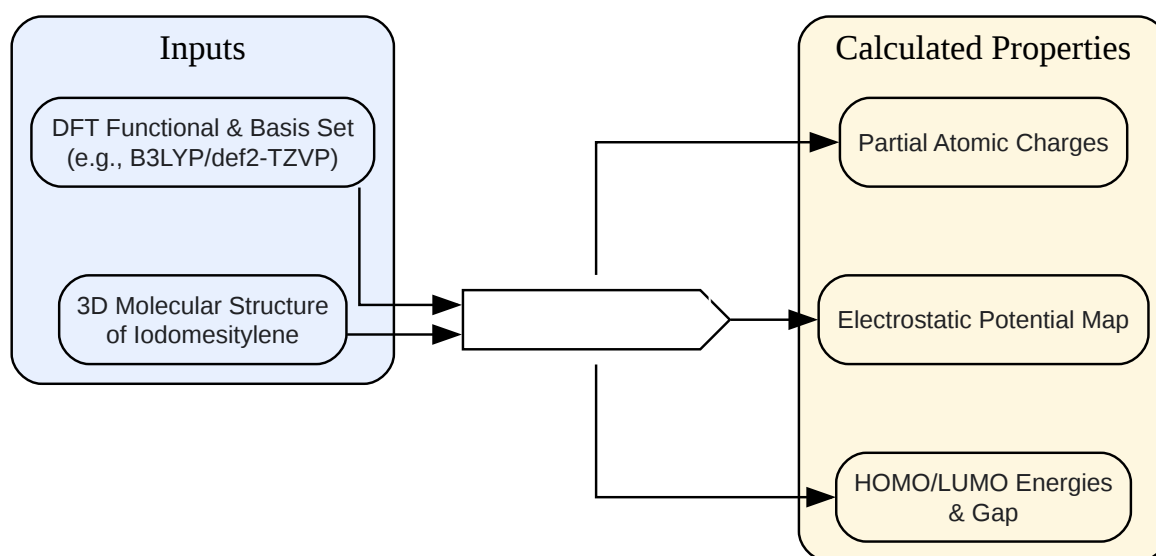 Inputs
DFT Functional & Basis Set
(e.g., B3LYP/def2-TZVP)
3D Molecular Structure
of Iodomesitylene
Calculated Properties
Partial Atomic Charges
Electrostatic Potential Map
HOMO/LUMO Energies
& Gap